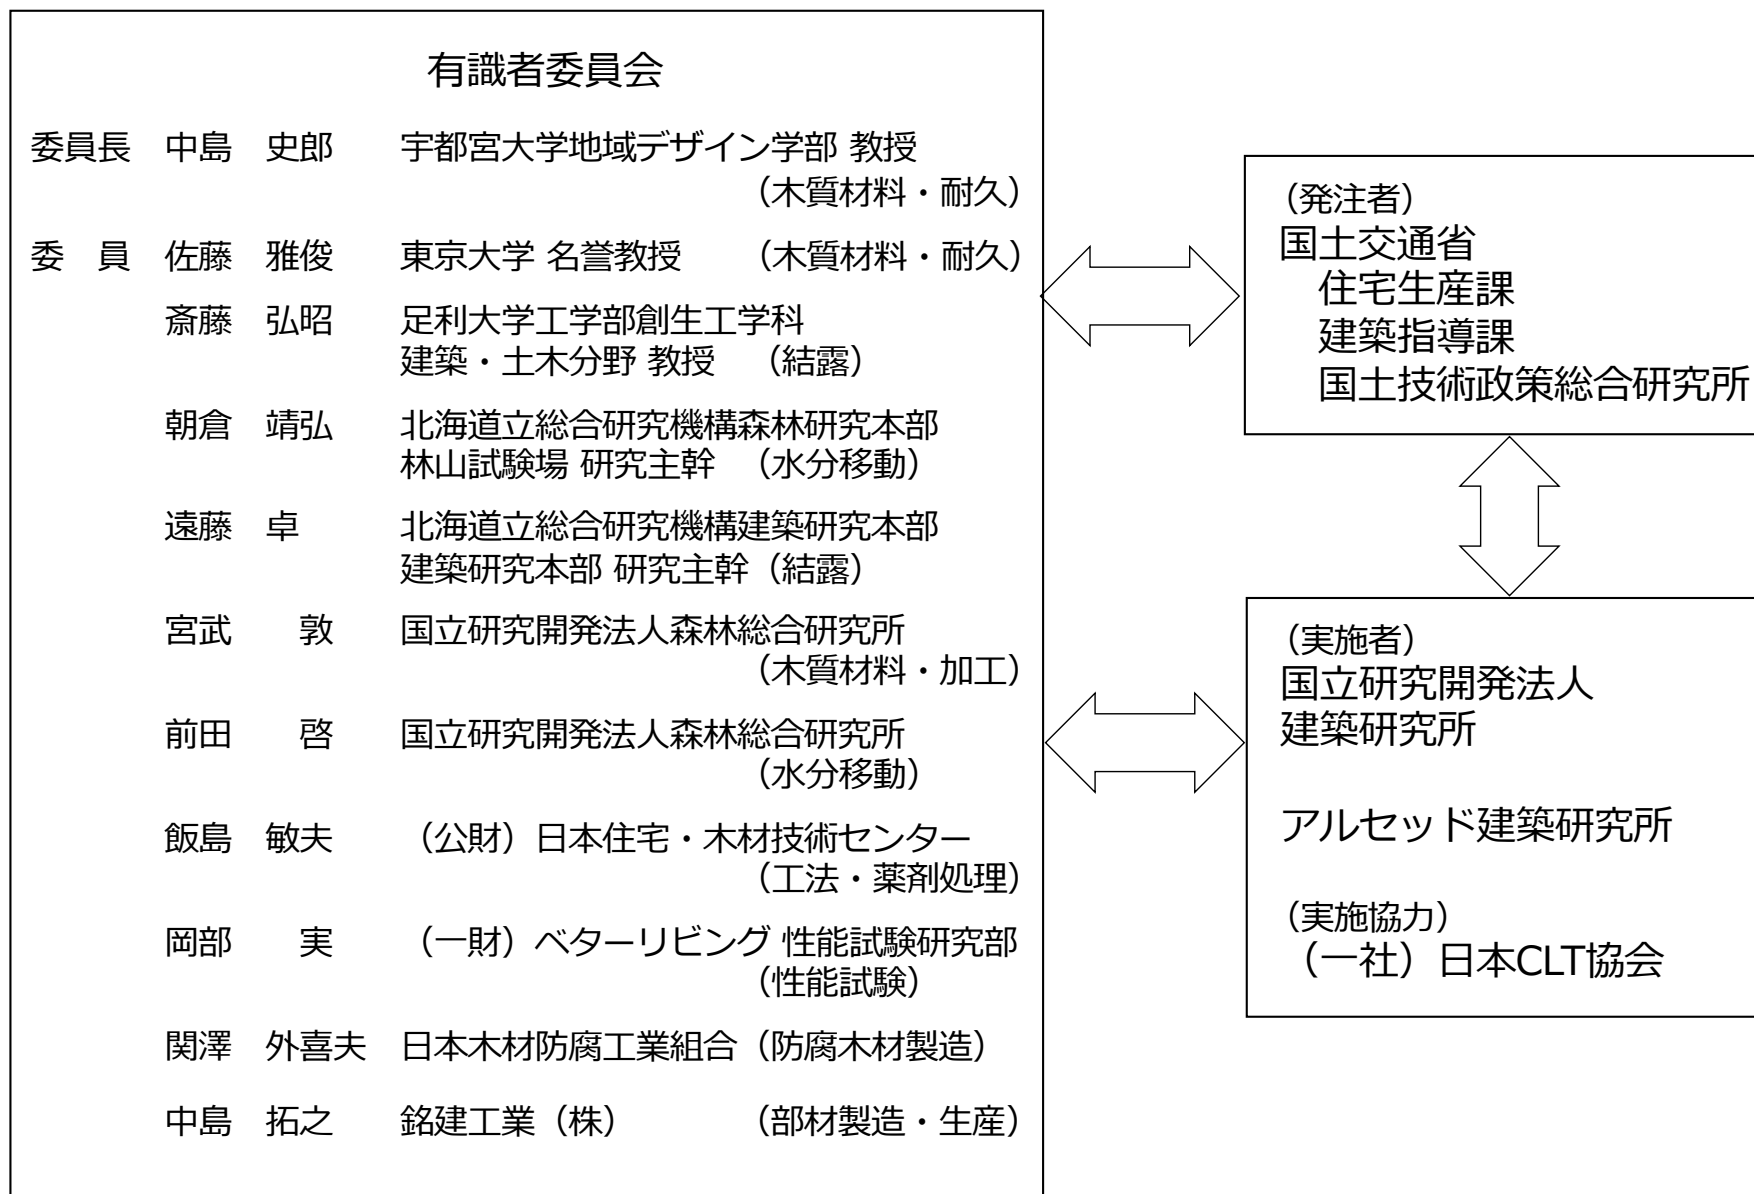 有識者委員会
委員長 中島 史郎 宇都宮大学地域デザイン学部 教授
（木質材料・耐久）
委 員 佐藤 雅俊 東京大学 名誉教授 （木質材料・耐久）
斎藤 弘昭 足利大学工学部創生工学科
建築・土木分野 教授 （結露）
朝倉 靖弘 北海道立総合研究機構森林研究本部
林山試験場 研究主幹 （水分移動）
遠藤 卓 北海道立総合研究機構建築研究本部
建築研究本部 研究主幹（結露）
宮武 敦 国立研究開発法人森林総合研究所
（木質材料・加工）
前田 啓 国立研究開発法人森林総合研究所
（水分移動）
飯島 敏夫 （公財）日本住宅・木材技術センター
（工法・薬剤処理）
岡部 実 （一財）ベターリビング 性能試験研究部
（性能試験）
関澤 外喜夫 日本木材防腐工業組合（防腐木材製造）
中島 拓之 銘建工業（株） （部材製造・生産）
（発注者）
国土交通省
住宅生産課
建築指導課
国土技術政策総合研究所
（実施者）
国立研究開発法人
建築研究所
アルセッド建築研究所
（実施協力）
（一社）日本CLT協会